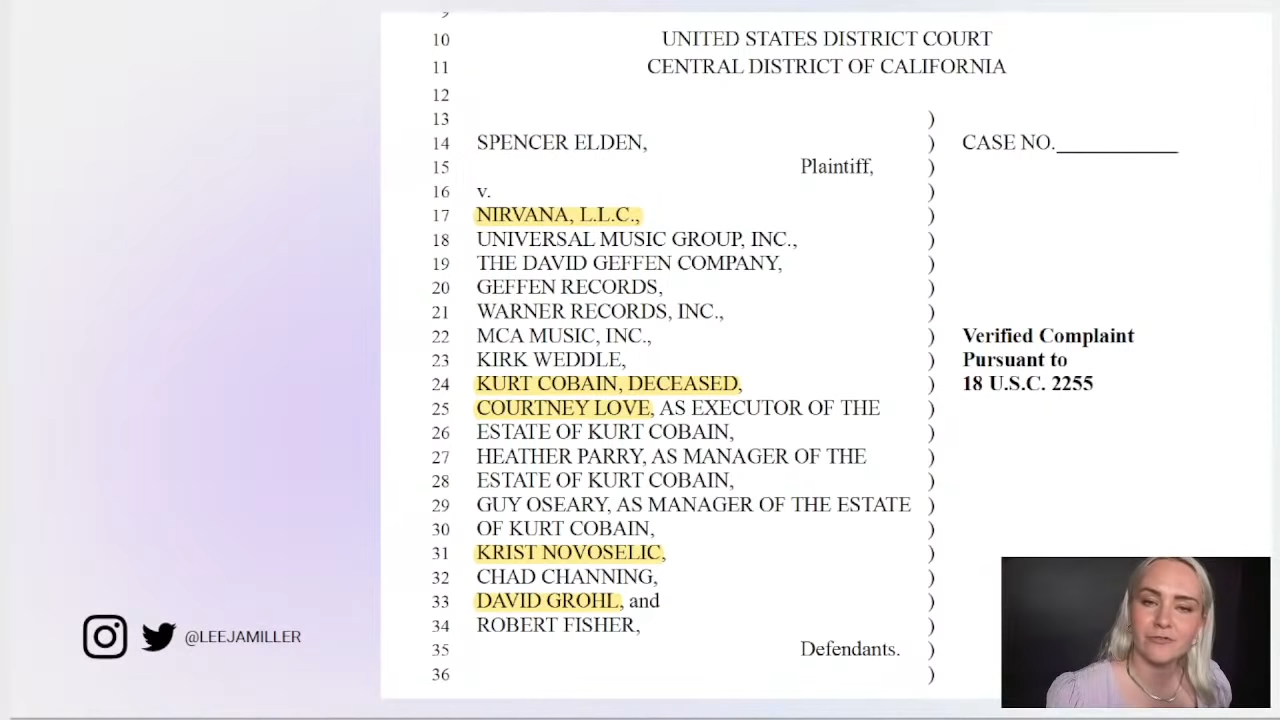 10 UNITED STATES DISTRICT COURT
11 CENTRAL DISTRICT OF CALIFORNIA
12
13 )
14 SPENCER ELDEN, ) CASE NO.____________
15 Plaintiff, )
16 v. )
17 NIRVANA, L.L.C., )
18 UNIVERSAL MUSIC GROUP, INC., )
19 THE DAVID GEFFEN COMPANY, )
20 GEFFEN RECORDS, )
21 WARNER RECORDS, INC., )
22 MCA MUSIC, INC., ) Verified Complaint
23 KIRK WEDDLE, ) Pursuant to
24 KURT COBAIN, DECEASED, ) 18 U.S.C. 2255
25 COURTNEY LOVE, AS EXECUTOR OF THE )
26 ESTATE OF KURT COBAIN, )
27 HEATHER PARRY, AS MANAGER OF THE )
28 ESTATE OF KURT COBAIN, )
29 GUY OSEARY, AS MANAGER OF THE ESTATE )
30 OF KURT COBAIN, )
31 KRIST NOVOSELIC, )
32 CHAD CHANNING, )
33 DAVID GROHL, and )
34 ROBERT FISHER, )
35 Defendants. )
36 )
@LEEJAMILLER